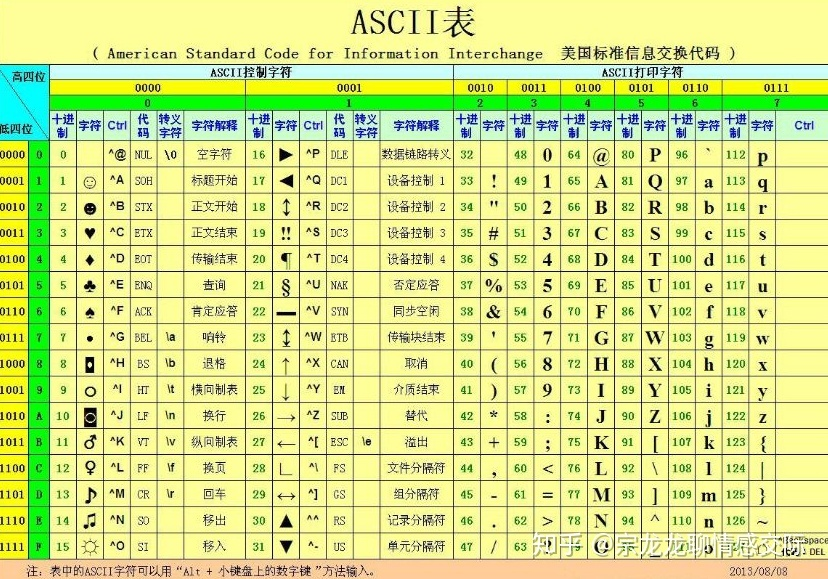 ASCII表
( American Standard Code for Information Interchange 美国标准信息交换代码 )
高四位 ASCII控制字符 ASCII打印字符
0000 0001 0010 0011 0100 0101 0110 0111
0 1 2 3 4 5 6 7
低四位 十进制 字符 Ctrl 代码 转义字符 字符解释 十进制 字符 Ctrl 代码 转义字符 字符解释 十进制 字符 十进制 字符 十进制 字符 十进制 字符 十进制 字符 十进制 字符 Ctrl
0000 0 0 ^@ NUL \0 空字符 16 ► ^P DLE 数据链路转义 32 48 0 64 @ 80 P 96 ` 112 p
0001 1 1 ☺ ^A SOH 标题开始 17 ◄ ^Q DC1 设备控制 1 33 ! 49 1 65 A 81 Q 97 a 113 q
0010 2 2 ☻ ^B STX 正文开始 18 ↕ ^R DC2 设备控制 2 34 " 50 2 66 B 82 R 98 b 114 r
0011 3 3 ♥ ^C ETX 正文结束 19 ‼ ^S DC3 设备控制 3 35 # 51 3 67 C 83 S 99 c 115 s
0100 4 4 ♦ ^D EOT 传输结束 20 ¶ ^T DC4 设备控制 4 36 $ 52 4 68 D 84 T 100 d 116 t
0101 5 5 ♣ ^E ENQ 查询 21 § ^U NAK 否定应答 37 % 53 5 69 E 85 U 101 e 117 u
0110 6 6 ♠ ^F ACK 肯定应答 22 ▬ ^V SYN 同步空闲 38 & 54 6 70 F 86 V 102 f 118 v
0111 7 7 • ^G BEL \a 响铃 23 ↨ ^W ETB 传输块结束 39 ' 55 7 71 G 87 W 103 g 119 w
1000 8 8 ◘ ^H BS \b 退格 24 ↑ ^X CAN 取消 40 ( 56 8 72 H 88 X 104 h 120 x
1001 9 9 ○ ^I HT \t 横向制表 25 ↓ ^Y EM 介质结束 41 ) 57 9 73 I 89 Y 105 i 121 y
1010 A 10 ◙ ^J LF \n 换行 26 → ^Z SUB 替代 42 * 58 : 74 J 90 Z 106 j 122 z
1011 B 11 ♂ ^K VT \v 纵向制表 27 ← ^[ ESC \e 溢出 43 + 59 ; 75 K 91 [ 107 k 123 {
1100 C 12 ♀ ^L FF \f 换页 28 ∟ ^\ FS 文件分隔符 44 , 60 < 76 L 92 \ 108 l 124 |
1101 D 13 ♪ ^M CR \r 回车 29 ↔ ^] GS 组分隔符 45 - 61 = 77 M 93 ] 109 m 125 }
1110 E 14 ♫ ^N SO 移出 30 ▲ ^^ RS 记录分隔符 46 . 62 > 78 N 94 ^ 110 n 126 ~
1111 F 15 ☼ ^O SI 移入 31 ▼ ^- US 单元分隔符 47 / 63
知乎 @宗龙龙聊情感交际
注: 表中的ASCII字符可以用 "Alt + 小键盘上的数字键" 方法输入。 2013/08/08